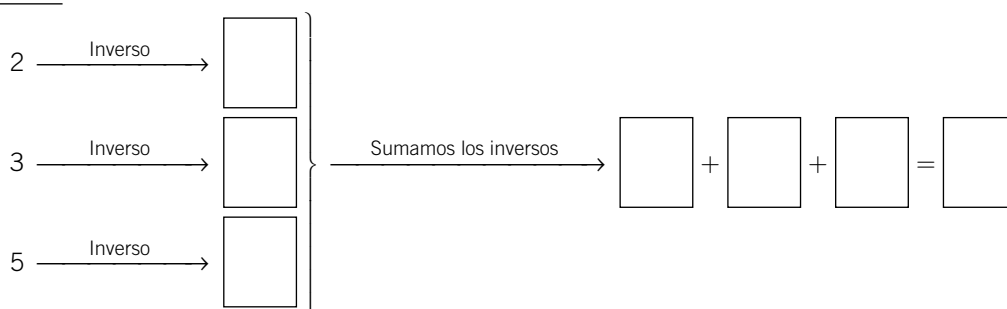 2 Inverso
3 Inverso Sumamos los inversos + + =
5 Inverso